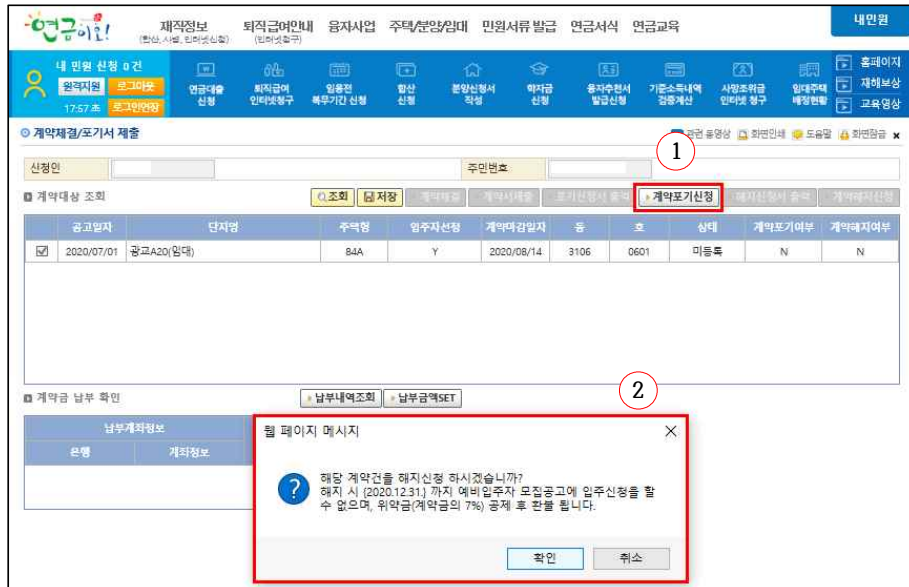 연금이호!
재직정보 퇴직급여안내 융자사업 주택/분양/임대 민원서류 발급 연금서식 연금교육
내민원
(합산,사별,인터넷신청) (인터넷청구)
내 민원 신청 0 건
원격지원 로그아웃
17:57 초 로그인연장
연금대출 신청
퇴직급여 인터넷청구
임용전 복무기간 신청
합산 신청
분양신청서 작성
학자금 신청
융자추천서 발급신청
기준소득내역 검증계산
사망조위금 인터넷 청구
임대주택 배정현황
홈페이지
재해보상
교육영상
계약체결/포기서 제출
관련 동영상 화면인쇄 도움말 화면잠금 x
1
신청인 주민번호
계약대상 조회 조회 저장 계약체결 계약서제출 포기신청서 출력 계약포기신청 해지신청서 출력 계약해지신청
공고일자 단지명 주택형 입주자선정 계약마감일자 동 호 상태 계약포기여부 계약해지여부
2020/07/01 광교A20(임대) 84A Y 2020/08/14 3106 0601 미등록 N N
2
계약금 납부 확인 납부내역조회 납부금액SET
납부계좌정보
은행 계좌정보
웹 페이지 메시지
해당 계약건을 해지신청 하시겠습니까?
해지 시 {2020.12.31.} 까지 예비입주자 모집공고에 입주신청을 할
수 없으며, 위약금(계약금의 7%) 공제 후 환불 됩니다.
확인 취소